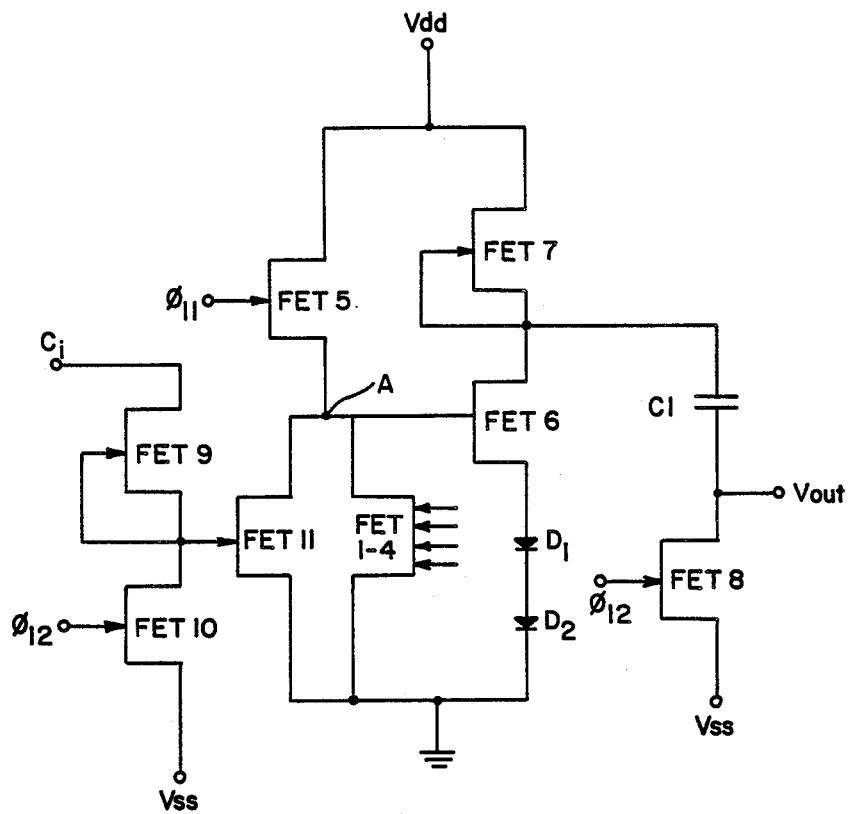 Vdd
FET 7
Ø11
FET 5
Ci
A
FET 6
C1
FET 9
Vout
FET 11
FET
1-4
D1
FET 8
Ø12
Ø12
FET 10
D2
Vss
Vss